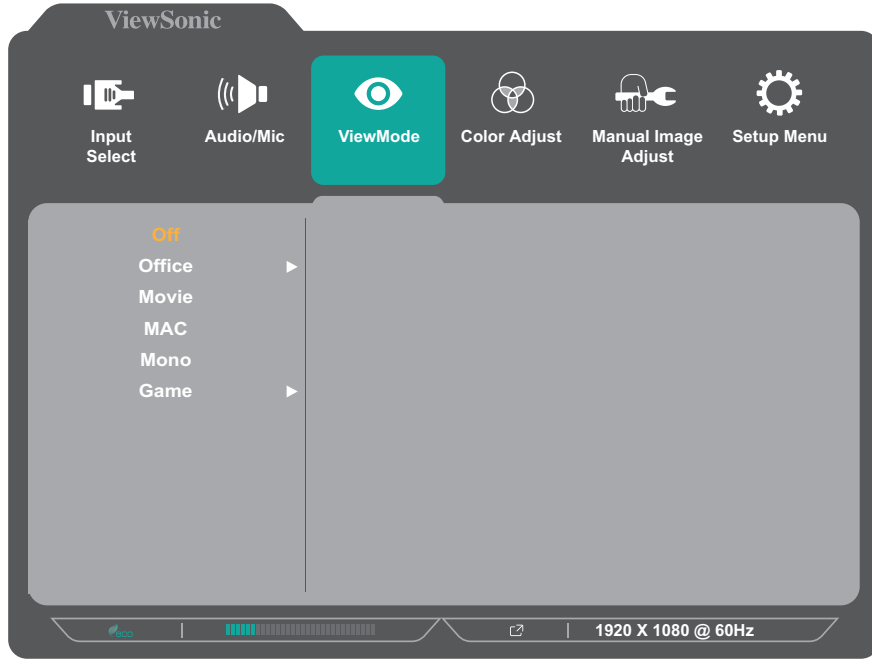 ViewSonic
Input Select
Audio/Mic
ViewMode
Color Adjust
Manual Image Adjust
Setup Menu
Off
Office
Movie
MAC
Mono
Game
eco
1920 X 1080 @ 60Hz